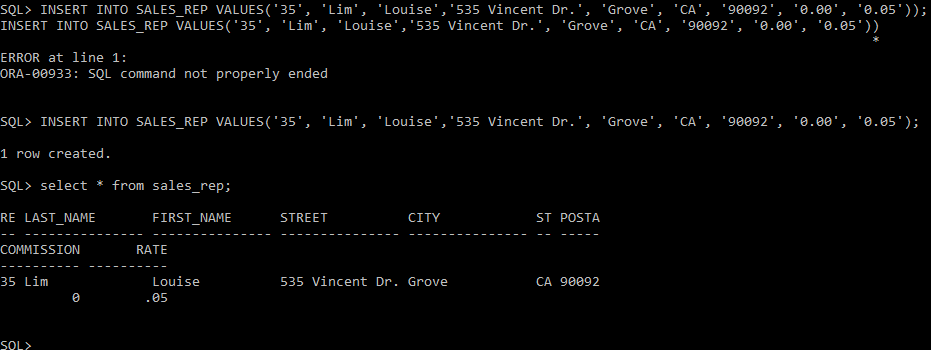 SQL> INSERT INTO SALES_REP VALUES('35', 'Lim', 'Louise','535 Vincent Dr.', 'Grove', 'CA', '90092', '0.00', '0.05'));
INSERT INTO SALES_REP VALUES('35', 'Lim', 'Louise','535 Vincent Dr.', 'Grove', 'CA', '90092', '0.00', '0.05'))
*
ERROR at line 1:
ORA-00933: SQL command not properly ended
SQL> INSERT INTO SALES_REP VALUES('35', 'Lim', 'Louise','535 Vincent Dr.', 'Grove', 'CA', '90092', '0.00', '0.05');
1 row created.
SQL> select * from sales_rep;
RE LAST_NAME       FIRST_NAME      STREET          CITY            ST POSTA
-- --------------- --------------- --------------- --------------- -- -----
COMMISSION       RATE
---------- ----------
35 Lim             Louise          535 Vincent Dr. Grove           CA 90092
         0        .05
SQL>